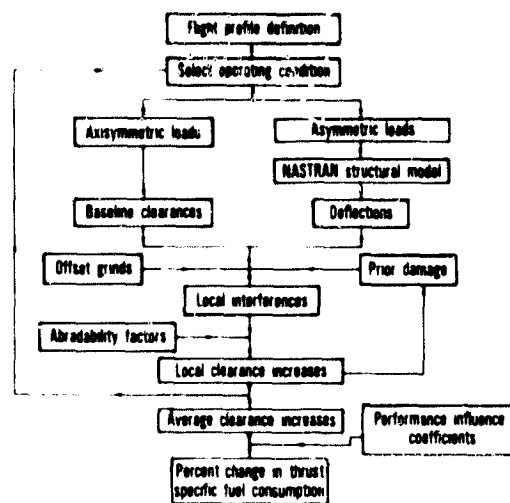 Flight profile definition
Select operating condition
Axisymmetric loads
Asymmetric loads
NASTRAN structural model
Baseline clearances
Deflections
Offset grinds
Prior damage
Local interferences
Abradability factors
Local clearance increases
Average clearance increases
Performance influence
coefficients
Percent change in thrust
specific fuel consumption